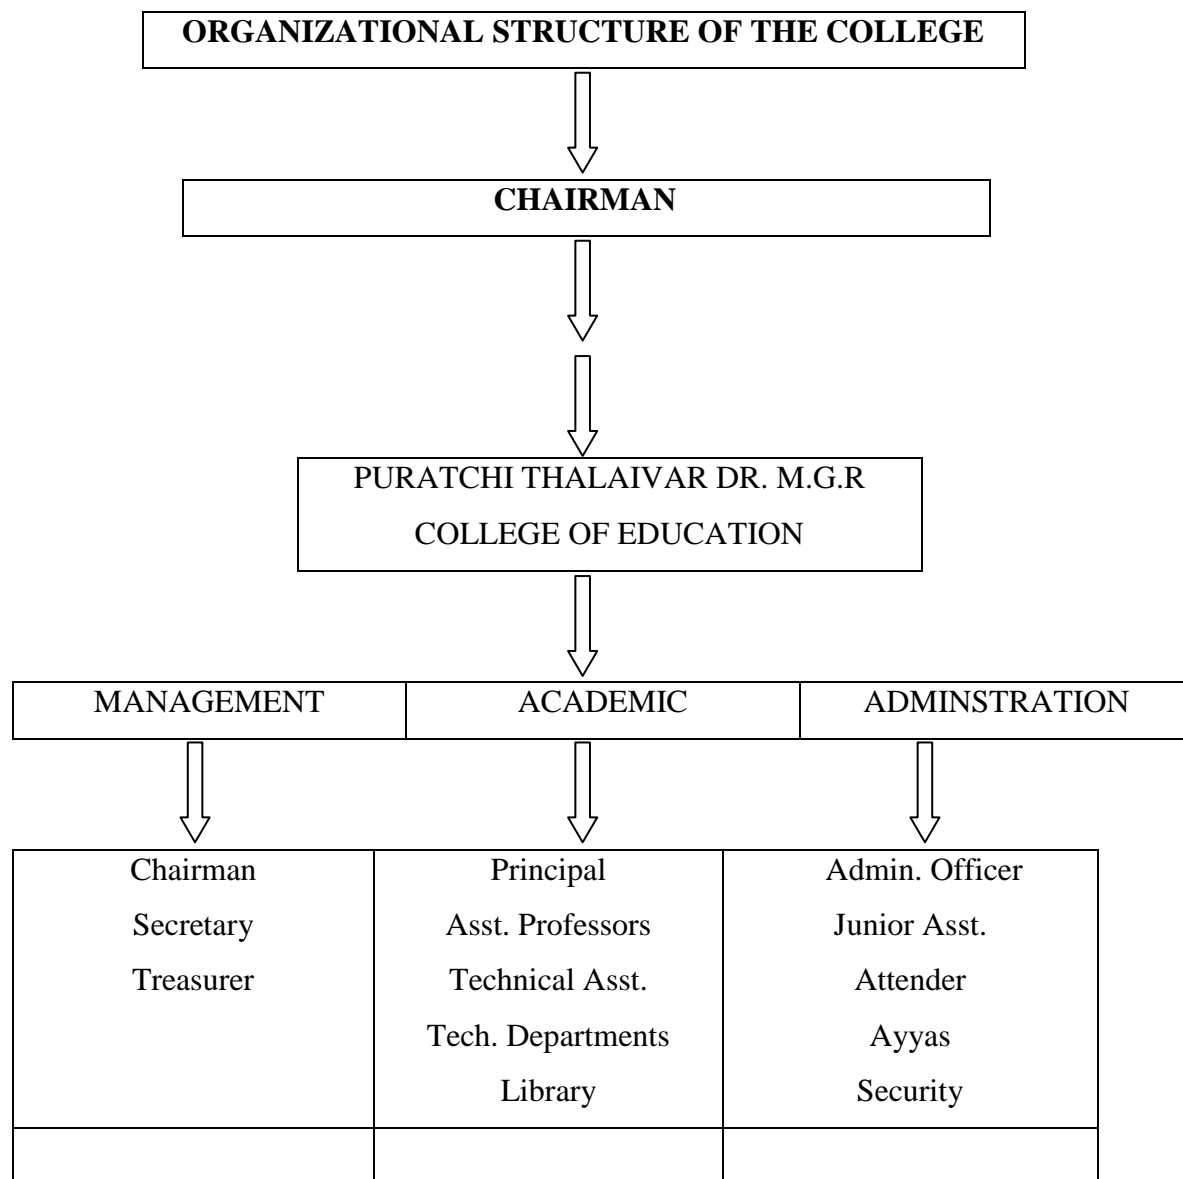 ORGANIZATIONAL STRUCTURE OF THE COLLEGE
CHAIRMAN
PURATCHI THALAIVAR DR. M.G.R
COLLEGE OF EDUCATION
MANAGEMENT
ACADEMIC
ADMINSTRATION
Chairman
Secretary
Treasurer
Principal
Asst. Professors
Technical Asst.
Tech. Departments
Library
Admin. Officer
Junior Asst.
Attender
Ayyas
Security